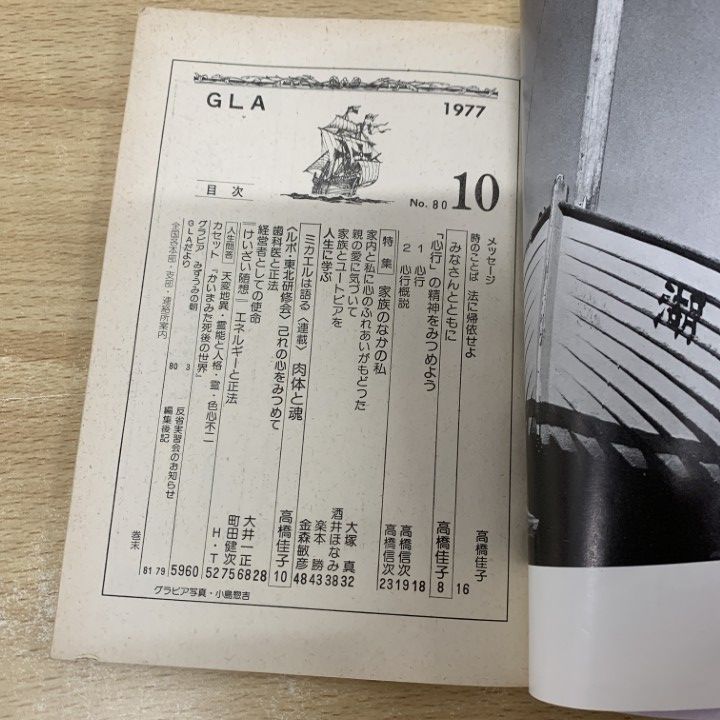 GLA
1977
目次
No. 80 10
メッセージ
時のことば 法に帰依せよ 高橋佳子 16
みなさんとともに
「心行」の精神をみつめよう 高橋佳子 8
1 心行 高橋信次 18
2 心行概説 高橋信次 19
特集 家族のなかの私 23
家内と私に心のふれあいがもどった 大塚真 32
親の愛に気づいて 酒井ほなみ 38
家族とユートピアを 楽本勝 43
人生に学ぶ 金森敏彦 48
ミカエルは語る〈連載〉 肉体と魂 高橋佳子 10
〈ルポ・東北研修会〉 己れの心をみつめて 28
歯科医と正法 大井一正 68
経営者としての使命 町田健次 75
『けいざい随想』 エネルギーと正法 H・T 52
人生問答 天変地異・霊能と人格・霊・色心不二 60
カセット 『かいまみた死後の世界』 59
グラビア みずうみの朝 3
GLAだより 80
反省実習会のお知らせ 79
編集後記 81
全国各本部・支部・連絡所案内 巻末
グラビア写真・小島惣吉
湖